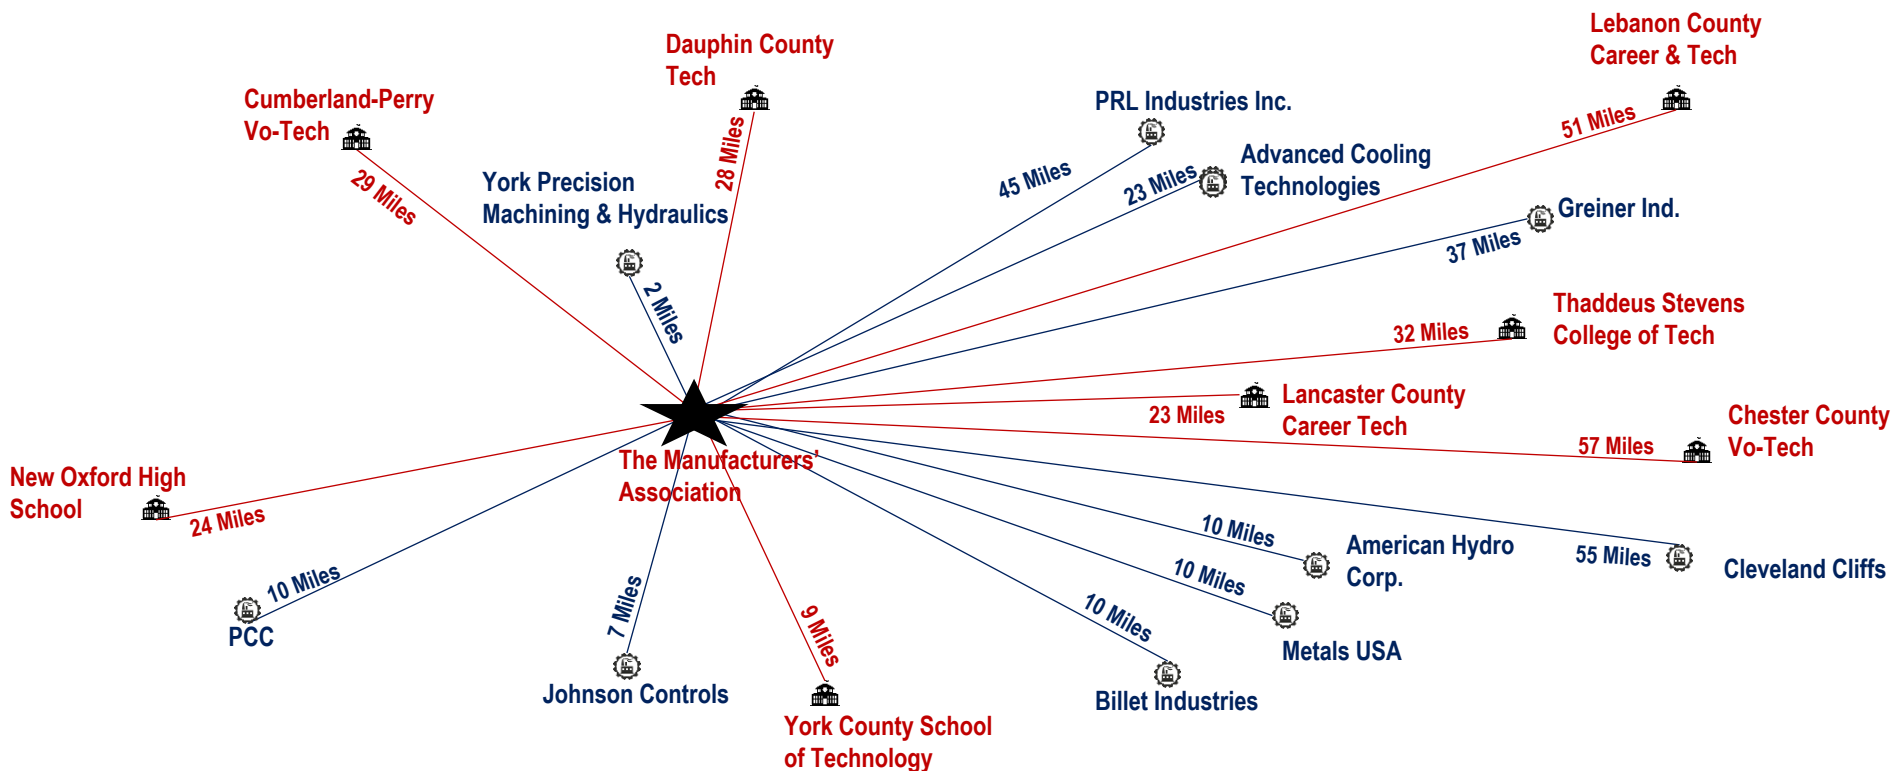 Lebanon County
Career & Tech
Dauphin County
Tech
Cumberland-Perry
Vo-Tech
PRL Industries Inc.
51 Miles
28 Miles
Advanced Cooling
Technologies
York Precision
Machining & Hydraulics
29 Miles
45 Miles
23 Miles
Greiner Ind.
37 Miles
2 Miles
Thaddeus Stevens
College of Tech
32 Miles
Lancaster County
Career Tech
23 Miles
Chester County
Vo-Tech
57 Miles
The Manufacturers'
Association
New Oxford High
School
24 Miles
10 Miles
American Hydro
Corp.
55 Miles
Cleveland Cliffs
10 Miles
10 Miles
PCC
7 Miles
9 Miles
10 Miles
Metals USA
Johnson Controls
Billet Industries
York County School
of Technology